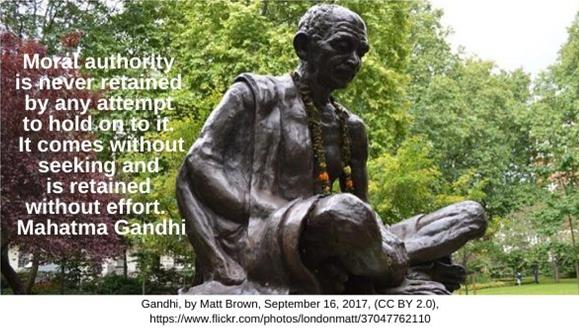 Moral authority
is never retained
by any attempt
to hold on to it.
It comes without
seeking and
is retained
without effort.
Mahatma Gandhi
Gandhi, by Matt Brown, September 16, 2017, (CC BY 2.0),
https://www.flickr.com/photos/londonmatt/37047762110